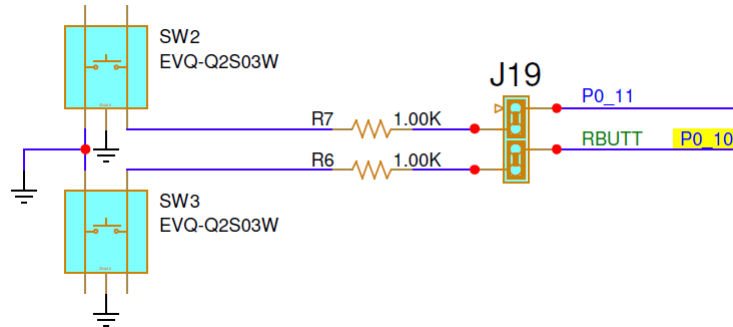 SW2
EVQ-Q2S03W
J19
P0_11
R7 1.00K
RBUTT P0_10
R6 1.00K
SW3
EVQ-Q2S03W